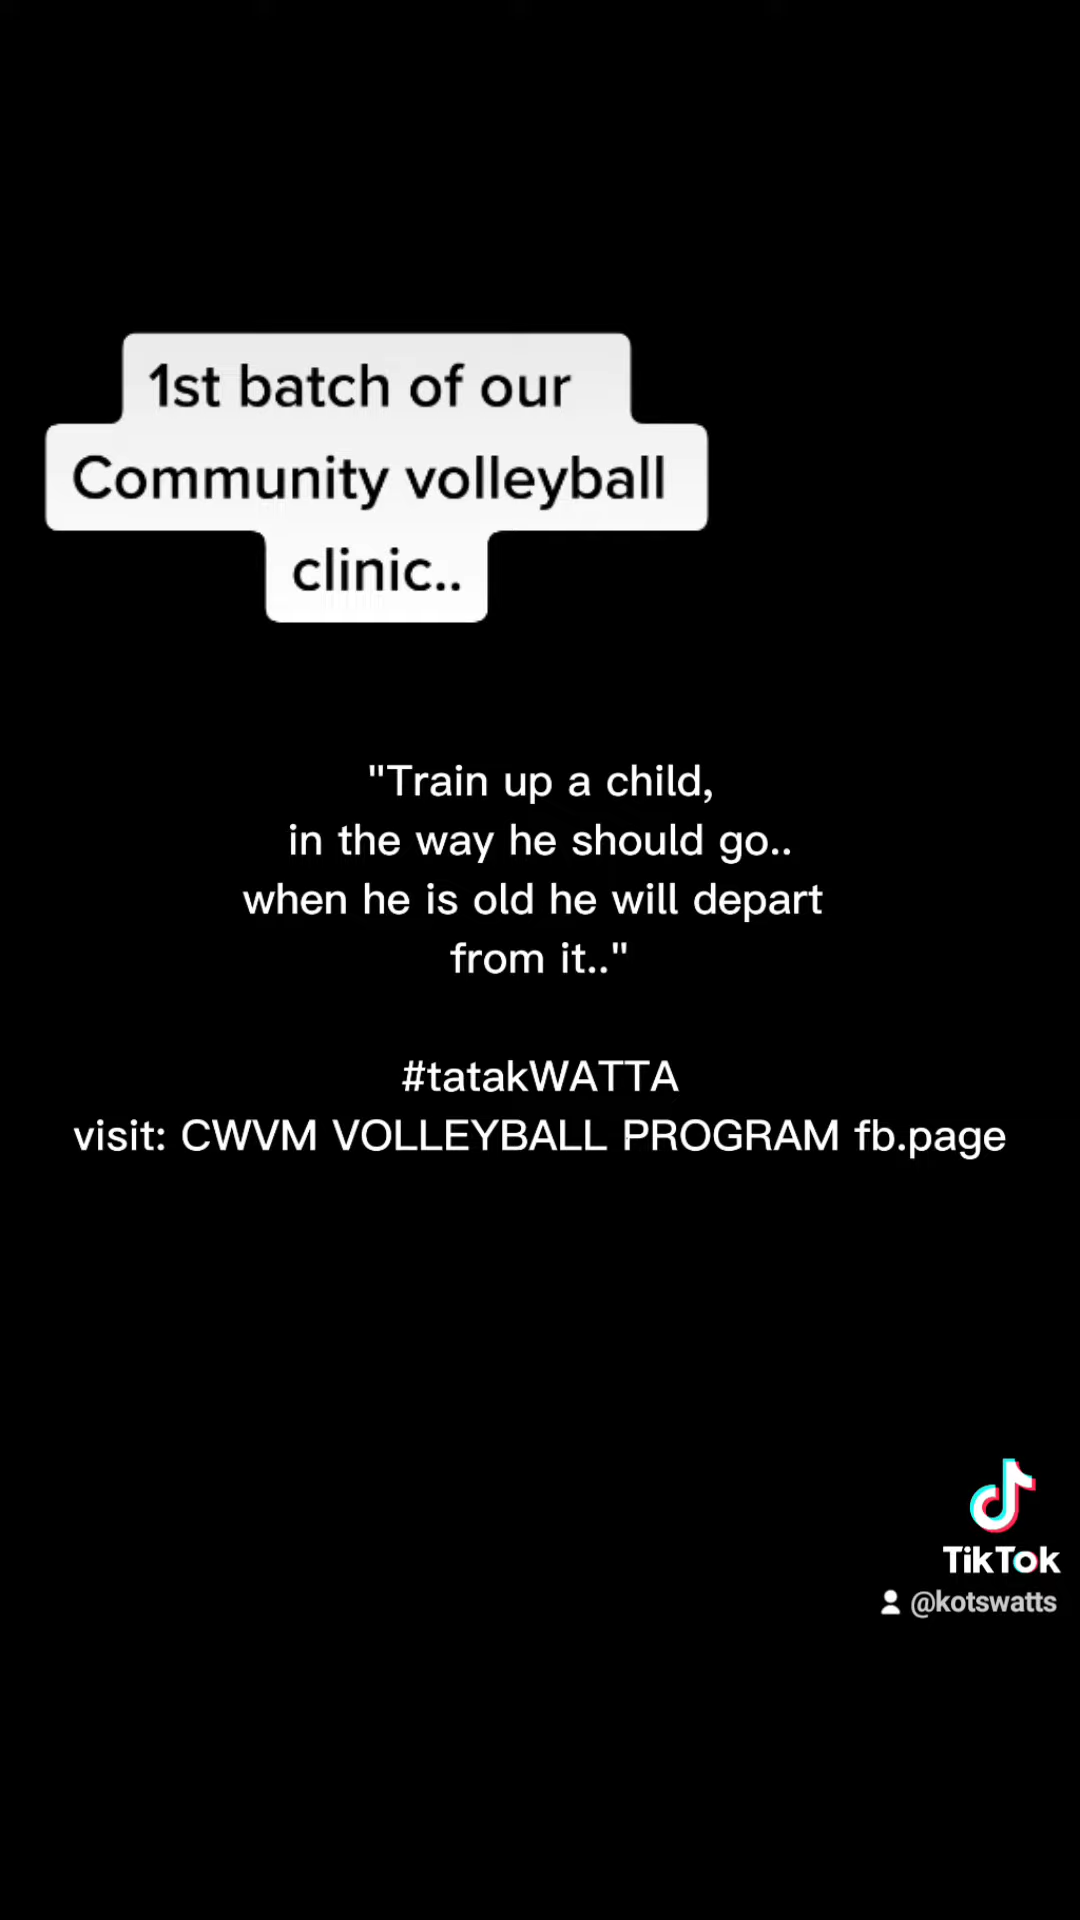 1st batch of our
Community volleyball
clinic..
"Train up a child,
in the way he should go..
when he is old he will depart
from it.."
#tatakWATTA
visit: CWVM VOLLEYBALL PROGRAM fb.page
TikTok
@kotswatts